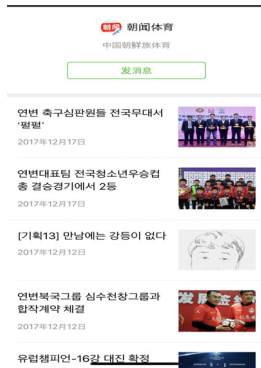 朝闻 朝闻体育
中国朝鲜族体育
发消息
연변 축구심판원들 전국무대서
'펄펄'
2017年12月17日
연변대표팀 전국청소년우승컵
총 결승경기에서 2등
2017年12月17日
[기획13] 만남에는 강등이 없다
2017年12月12日
연변북국그룹 심수천창그룹과
합작계약 체결
2017年12月12日
유럽챔피언-16강 대진 확정